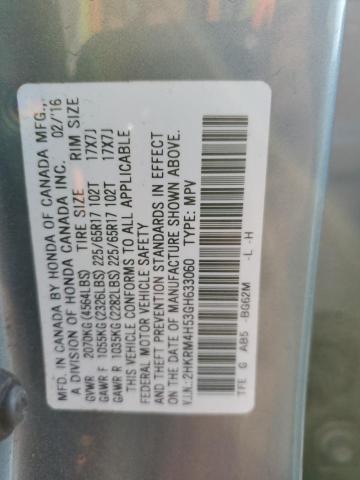 MFD. IN CANADA BY HONDA OF CANADA MFG.,
A DIVISION OF HONDA CANADA INC. 02/'16
TIRE SIZE RIM SIZE
GVWR 2070KG(4564LBS)
GAWR F 1055KG(2326LBS) 225/65R17 102T 17X7J
GAWR R 1035KG(2282LBS) 225/65R17 102T 17X7J
THIS VEHICLE CONFORMS TO ALL APPLICABLE
FEDERAL MOTOR VEHICLE SAFETY
AND THEFT PREVENTION STANDARDS IN EFFECT
ON THE DATE OF MANUFACTURE SHOWN ABOVE.
V.I.N.: 2HKRM4H53GH633060 TYPE: MPV
TFE G AB5 -BG62M -L -H